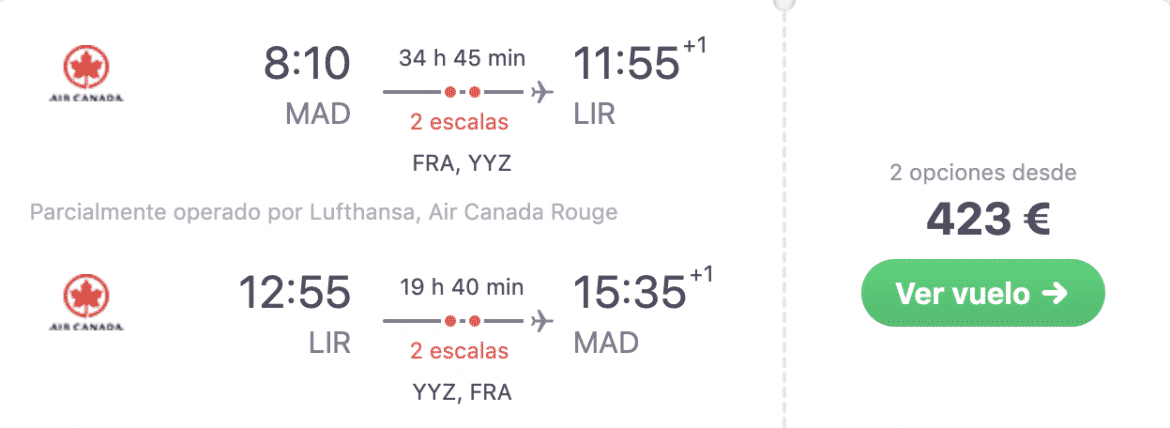 8:10
34 h 45 min
11:55+1
AIR CANADA
MAD
2 escalas
LIR
FRA, YYZ
Parcialmente operado por Lufthansa, Air Canada Rouge
12:55
19 h 40 min
15:35+1
AIR CANADA
LIR
2 escalas
MAD
YYZ, FRA
2 opciones desde
423 €
Ver vuelo →